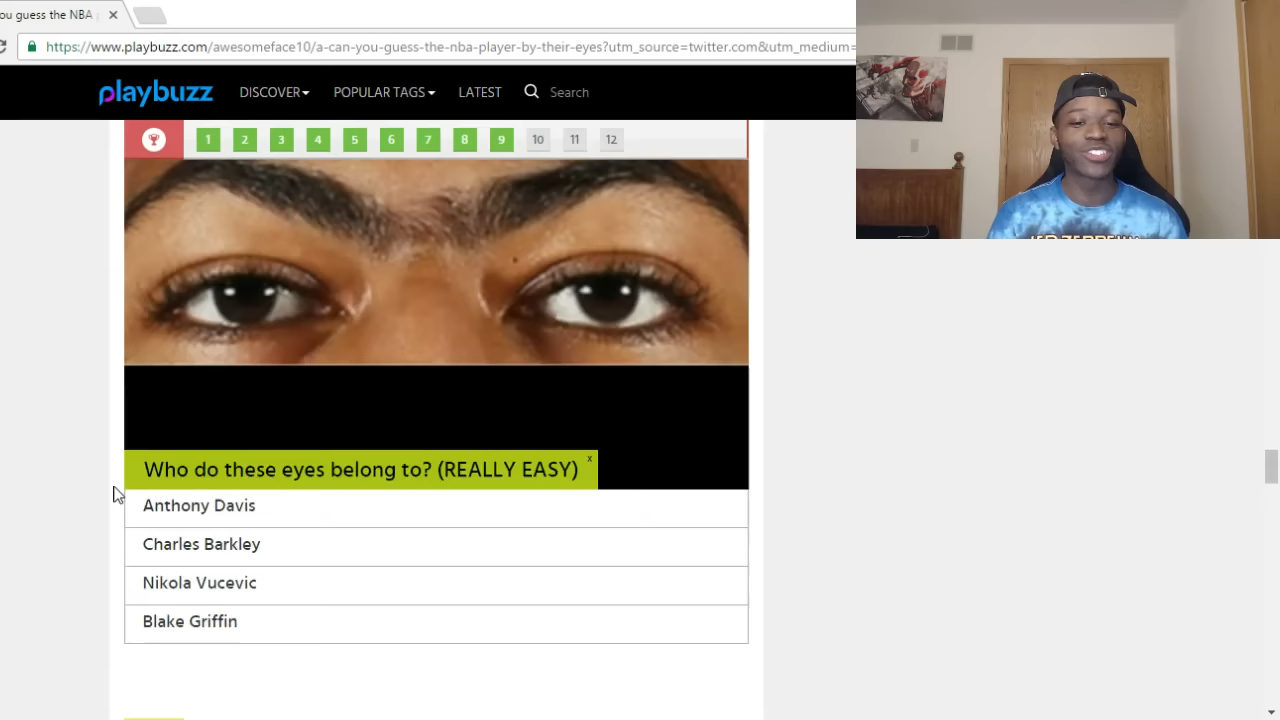 ou guess the NBA
https://www.playbuzz.com/awesomeface10/a-can-you-guess-the-nba-player-by-their-eyes?utm_source=twitter.com&utm_medium=
playbuzz DISCOVER POPULAR TAGS LATEST Search
1 2 3 4 5 6 7 8 9 10 11 12
Who do these eyes belong to? (REALLY EASY) x
Anthony Davis
Charles Barkley
Nikola Vucevic
Blake Griffin